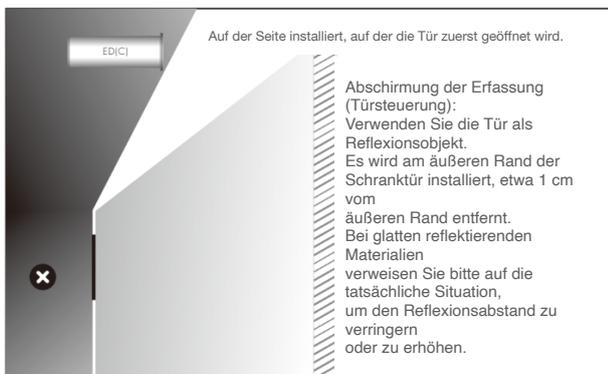 Auf der Seite installiert, auf der die Tür zuerst geöffnet wird.
ED|C|
Abschirmung der Erfassung
(Türsteuerung):
Verwenden Sie die Tür als
Reflexionsobjekt.
Es wird am äußeren Rand der
Schranktür installiert, etwa 1 cm
vom
äußeren Rand entfernt.
Bei glatten reflektierenden
Materialien
verweisen Sie bitte auf die
tatsächliche Situation,
um den Reflexionsabstand zu
verringern
oder zu erhöhen.